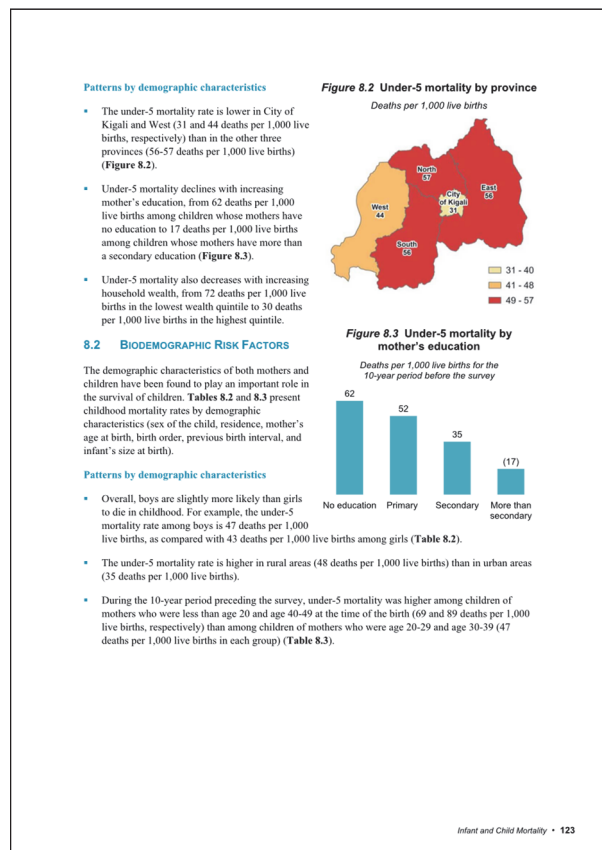 Patterns by demographic characteristics
▪ The under-5 mortality rate is lower in City of
Kigali and West (31 and 44 deaths per 1,000 live
births, respectively) than in the other three
provinces (56-57 deaths per 1,000 live births)
(Figure 8.2).
▪ Under-5 mortality declines with increasing
mother's education, from 62 deaths per 1,000
live births among children whose mothers have
no education to 17 deaths per 1,000 live births
among children whose mothers have more than
a secondary education (Figure 8.3).
▪ Under-5 mortality also decreases with increasing
household wealth, from 72 deaths per 1,000 live
births in the lowest wealth quintile to 30 deaths
per 1,000 live births in the highest quintile.
Figure 8.2 Under-5 mortality by province
Deaths per 1,000 live births
North
57
East
56
City
of Kigali
31
West
44
South
56
31 - 40
41 - 48
49 - 57
8.2 BIODEMOGRAPHIC RISK FACTORS
The demographic characteristics of both mothers and
children have been found to play an important role in
the survival of children. Tables 8.2 and 8.3 present
childhood mortality rates by demographic
characteristics (sex of the child, residence, mother's
age at birth, birth order, previous birth interval, and
infant's size at birth).
Figure 8.3 Under-5 mortality by
mother's education
Deaths per 1,000 live births for the
10-year period before the survey
62
52
35
(17)
No education Primary Secondary More than
secondary
Patterns by demographic characteristics
▪ Overall, boys are slightly more likely than girls
to die in childhood. For example, the under-5
mortality rate among boys is 47 deaths per 1,000
live births, as compared with 43 deaths per 1,000 live births among girls (Table 8.2).
▪ The under-5 mortality rate is higher in rural areas (48 deaths per 1,000 live births) than in urban areas
(35 deaths per 1,000 live births).
▪ During the 10-year period preceding the survey, under-5 mortality was higher among children of
mothers who were less than age 20 and age 40-49 at the time of the birth (69 and 89 deaths per 1,000
live births, respectively) than among children of mothers who were age 20-29 and age 30-39 (47
deaths per 1,000 live births in each group) (Table 8.3).
Infant and Child Mortality • 123